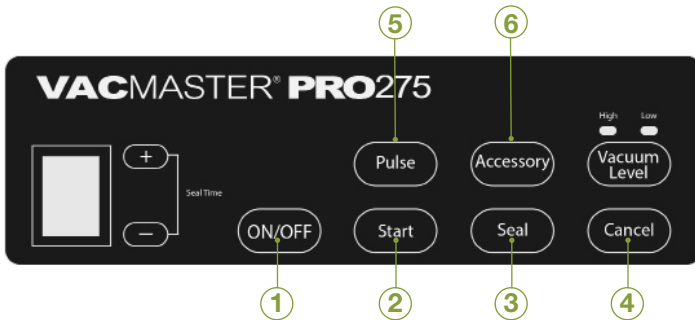 5
6
VACMASTER® PRO275
High
Low
+
Seal Time
−
Pulse
Accessory
Vacuum
Level
ON/OFF
Start
Seal
Cancel
1
2
3
4